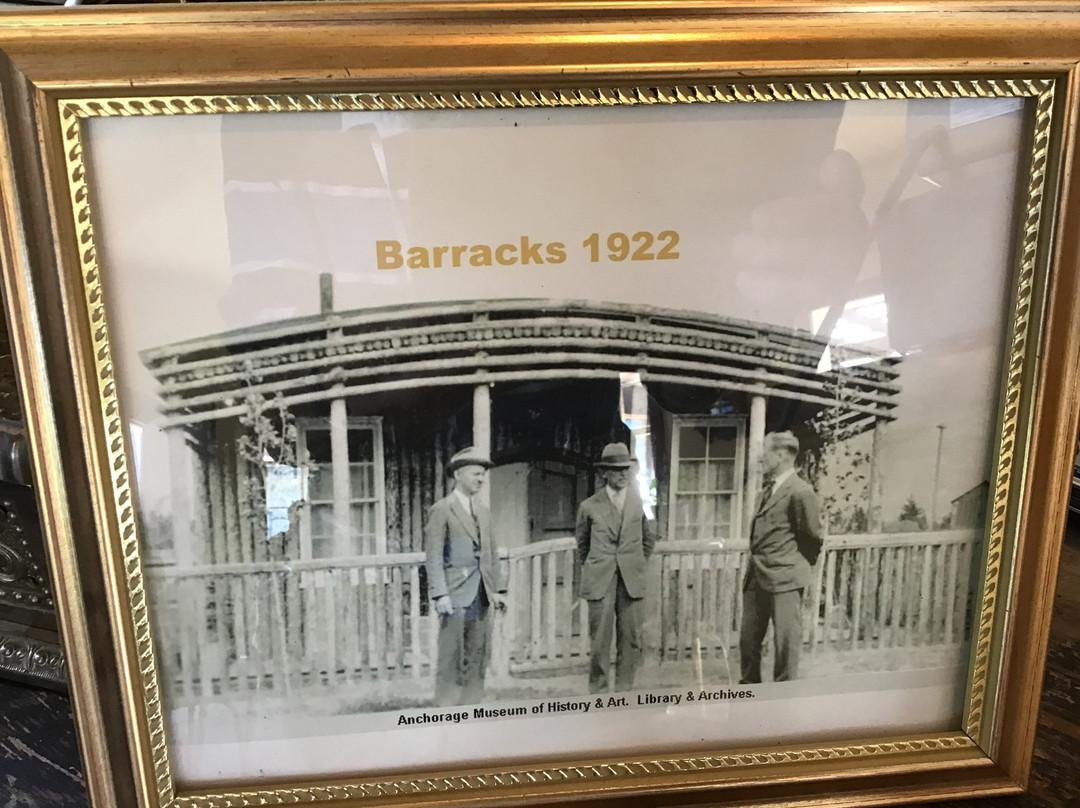 Barracks 1922
Anchorage Museum of History & Art. Library & Archives.